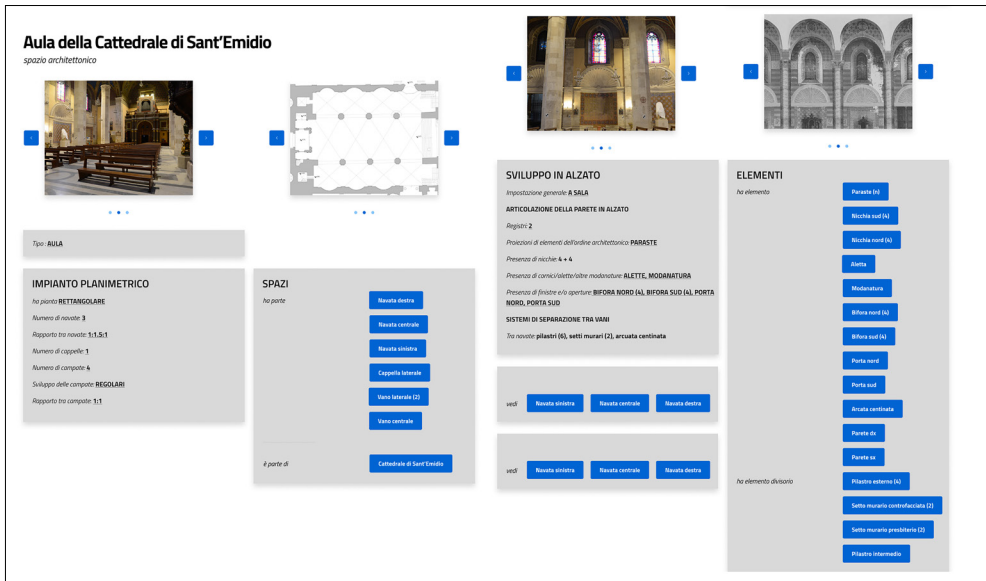 Aula della Cattedrale di Sant'Emidio
spazio architettonico
Tipo : AULA
IMPIANTO PLANIMETRICO
ha pianta RETTANGOLARE
Numero di navate: 3
Rapporto tra navate: 1:1.5:1
Numero di cappelle: 1
Numero di campate: 4
Sviluppo delle campate: REGOLARI
Rapporto tra campate: 1:1
SPAZI
ha parte
Navata destra
Navata centrale
Navata sinistra
Cappella laterale
Vano laterale (2)
Vano centrale
è parte di
Cattedrale di Sant'Emidio
SVILUPPO IN ALZATO
Impostazione generale: A SALA
ARTICOLAZIONE DELLA PARETE IN ALZATO
Registri: 2
Proiezioni di elementi dell'ordine architettonico: PARASTE
Presenza di nicchie: 4 + 4
Presenza di cornici/alette/altre modanature: ALETTE, MODANATURA
Presenza di finistre e/o aperture: BIFORA NORD (4), BIFORA SUD (4), PORTA
NORD, PORTA SUD
SISTEMI DI SEPARAZIONE TRA VANI
Tra navate: pilastri (6), setti murari (2), arcuata centinata
vedi Navata sinistra Navata centrale Navata destra
vedi Navata sinistra Navata centrale Navata destra
ELEMENTI
ha elemento
Paraste (n)
Nicchia sud (4)
Nicchia nord (4)
Aletta
Modanatura
Bifora nord (4)
Bifora sud (4)
Porta nord
Porta sud
Arcata centinata
Parete dx
Parete sx
ha elemento divisorio
Pilastro esterno (4)
Setto murario controfacciata (2)
Setto murario presbiterio (2)
Pilastro intermedio